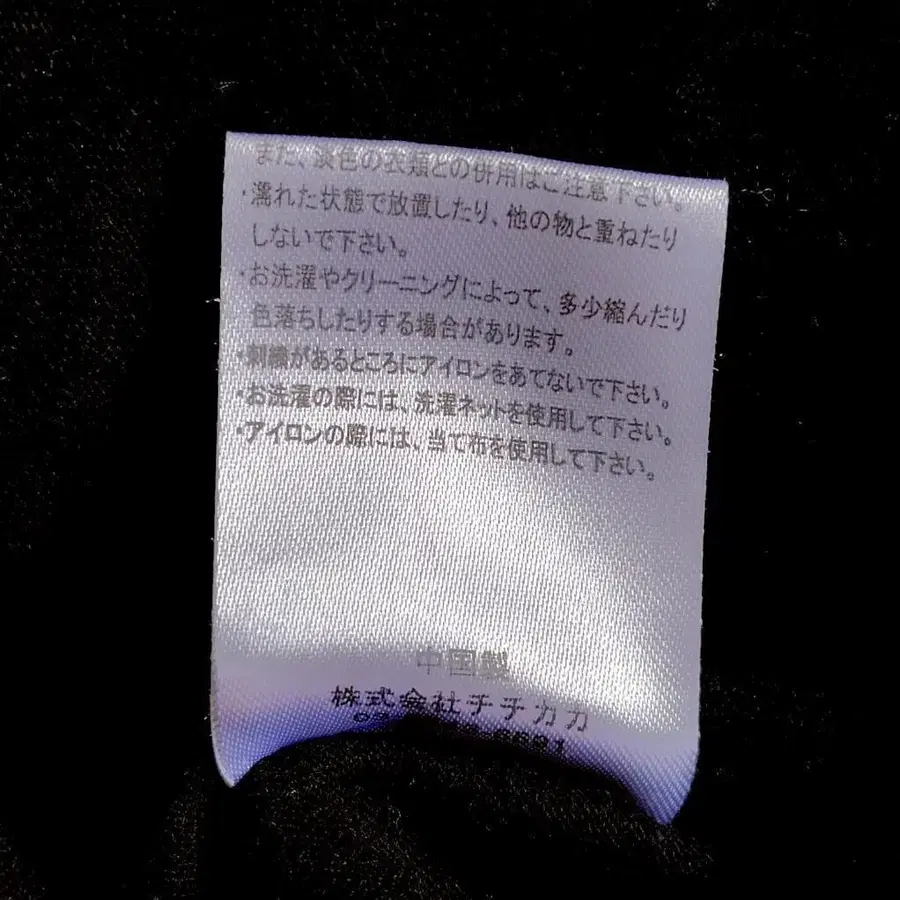 また、淡色の衣類との併用はご注意下さい。
・濡れた状態で放置したり、他の物と重ねたり
しないで下さい。
・お洗濯やクリーニングによって、多少縮んだり
色落ちしたりする場合があります。
・刺繍があるところにアイロンをあてないで下さい。
・お洗濯の際には、洗濯ネットを使用して下さい。
・アイロンの際には、当て布を使用して下さい。
中国製
株式会社チチカカ